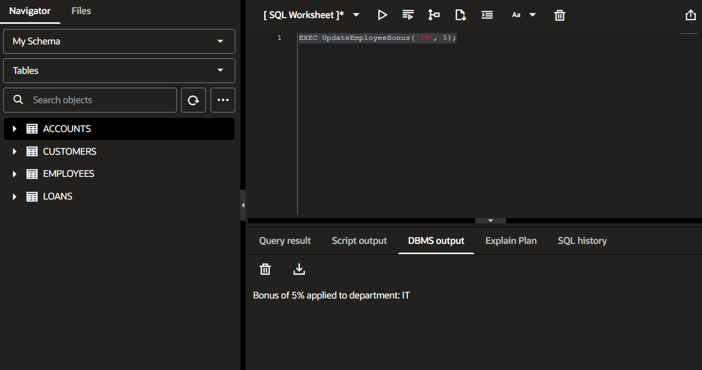 Navigator Files
[ SQL Worksheet ]* Aa
My Schema
1 EXEC UpdateEmployeeBonus('IT', 5);
Tables
Search objects
ACCOUNTS
CUSTOMERS
EMPLOYEES
LOANS
Query result Script output DBMS output Explain Plan SQL history
Bonus of 5% applied to department: IT